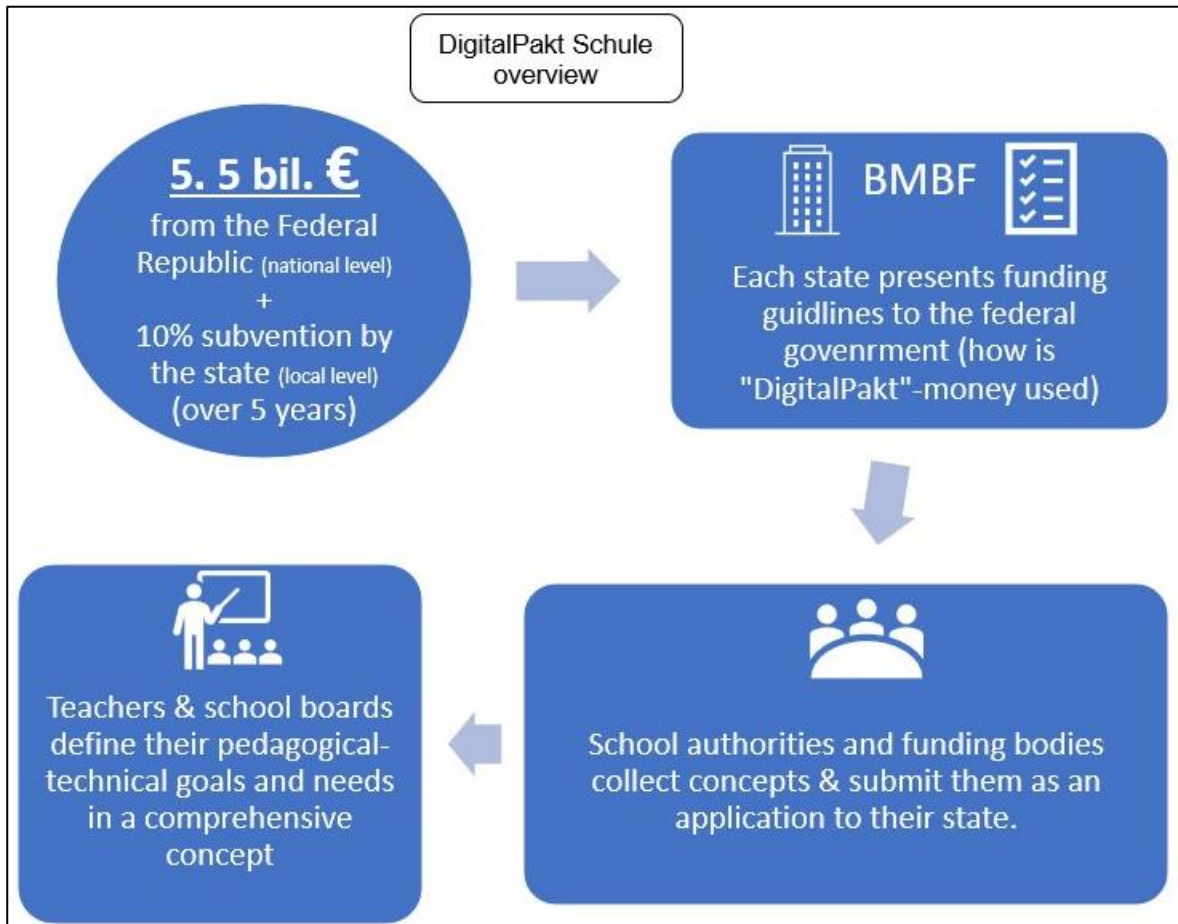 DigitalPakt Schule
overview
5. 5 bil. €
from the Federal
Republic (national level)
+
10% subvention by
the state (local level)
(over 5 years)
BMBF
Each state presents funding
guidlines to the federal
govenrment (how is
"DigitalPakt"-money used)
School authorities and funding bodies
collect concepts & submit them as an
application to their state.
Teachers & school boards
define their pedagogical-
technical goals and needs
in a comprehensive
concept